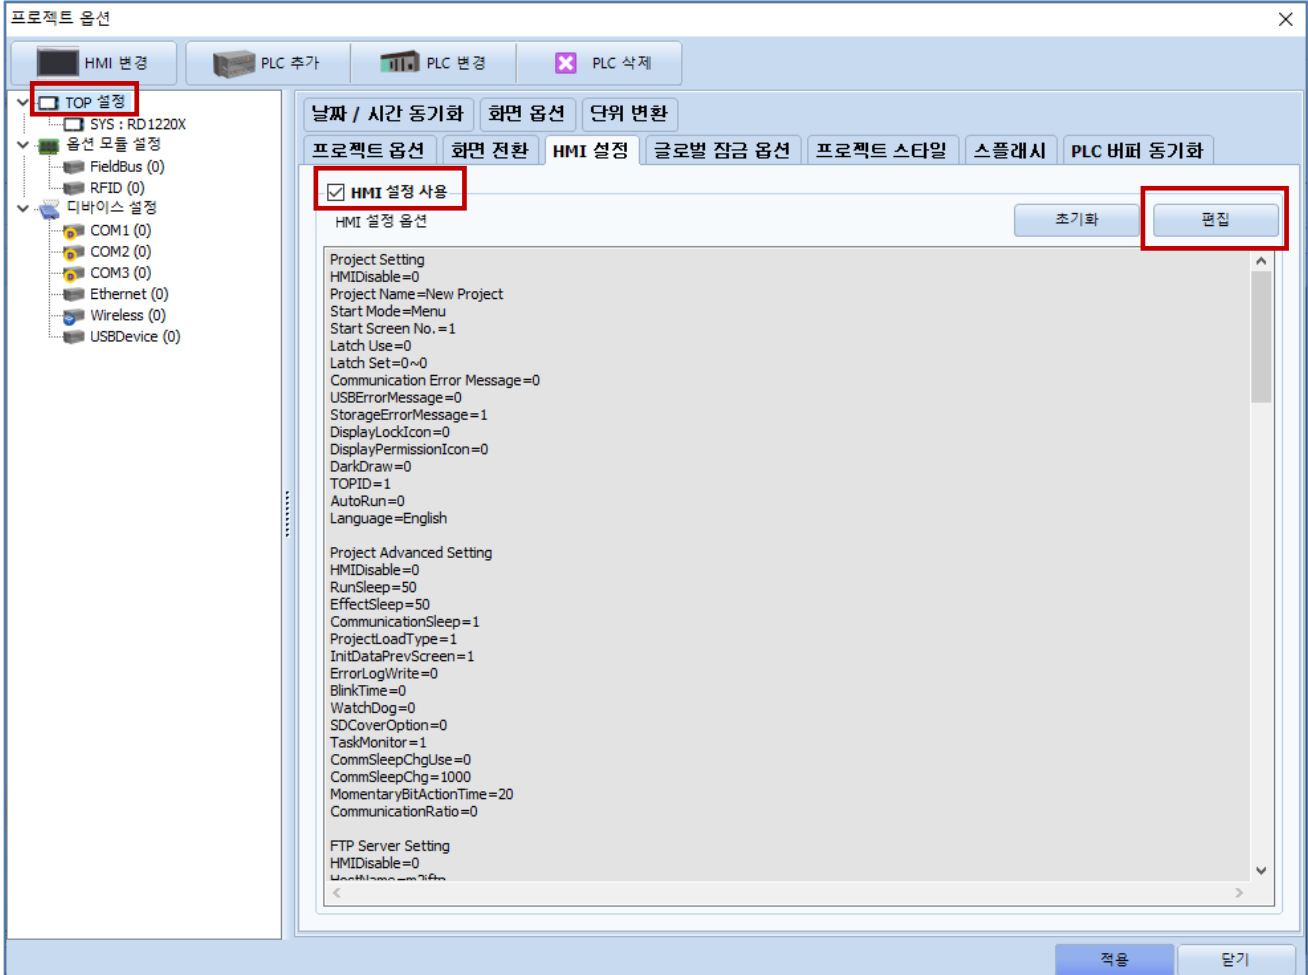 프로젝트 옵션
HMI 변경
PLC 추가
PLC 변경
PLC 삭제
TOP 설정
SYS : RD1220X
옵션 모듈 설정
FieldBus (0)
RFID (0)
디바이스 설정
COM1 (0)
COM2 (0)
COM3 (0)
Ethernet (0)
Wireless (0)
USBDevice (0)
날짜 / 시간 동기화
화면 옵션
단위 변환
프로젝트 옵션
화면 전환
HMI 설정
글로벌 잠금 옵션
프로젝트 스타일
스플래시
PLC 버퍼 동기화
HMI 설정 사용
HMI 설정 옵션
초기화
편집
Project Setting
HMIDisable=0
Project Name=New Project
Start Mode=Menu
Start Screen No.=1
Latch Use=0
Latch Set=0~0
Communication Error Message=0
USBErrorMessage=0
StorageErrorMessage=1
DisplayLockIcon=0
DisplayPermissionIcon=0
DarkDraw=0
TOPID=1
AutoRun=0
Language=English
Project Advanced Setting
HMIDisable=0
RunSleep=50
EffectSleep=50
CommunicationSleep=1
ProjectLoadType=1
InitDataPrevScreen=1
ErrorLogWrite=0
BlinkTime=0
WatchDog=0
SDCoverOption=0
TaskMonitor=1
CommSleepChgUse=0
CommSleepChg=1000
MomentaryBitActionTime=20
CommunicationRatio=0
FTP Server Setting
HMIDisable=0
HostName=m2iftp
적용
닫기